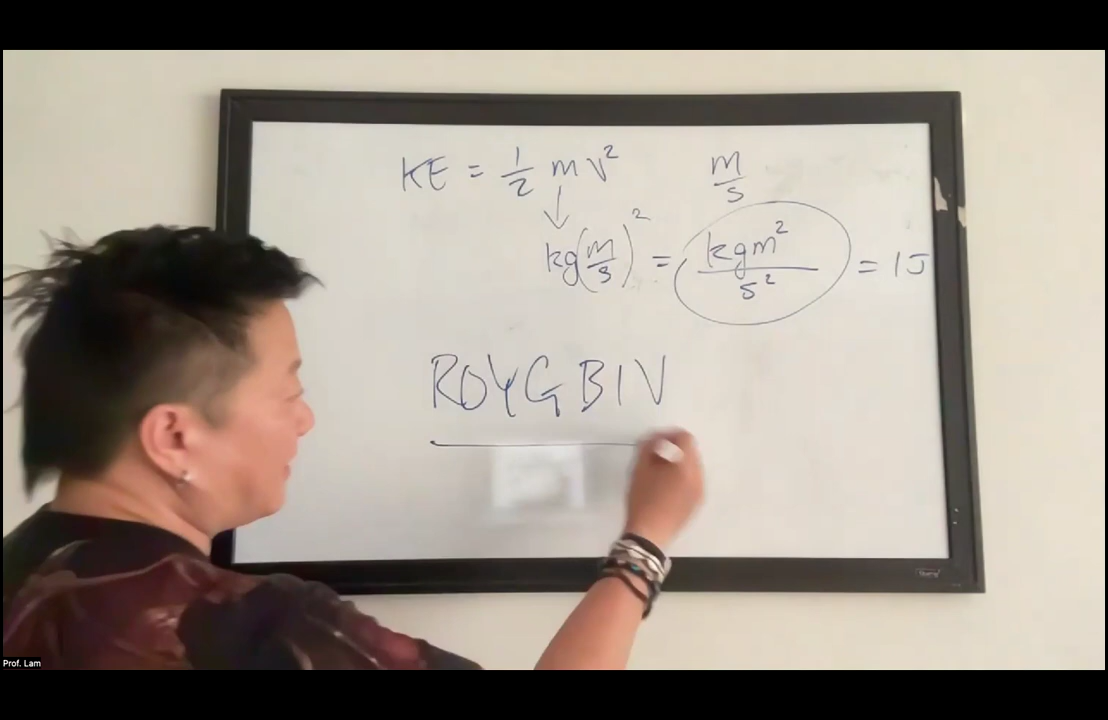 KE = 1/2 mv² m/s
kg(m/s)² = kgm²/s² = 1J
ROYGBIV
Prof. Lam